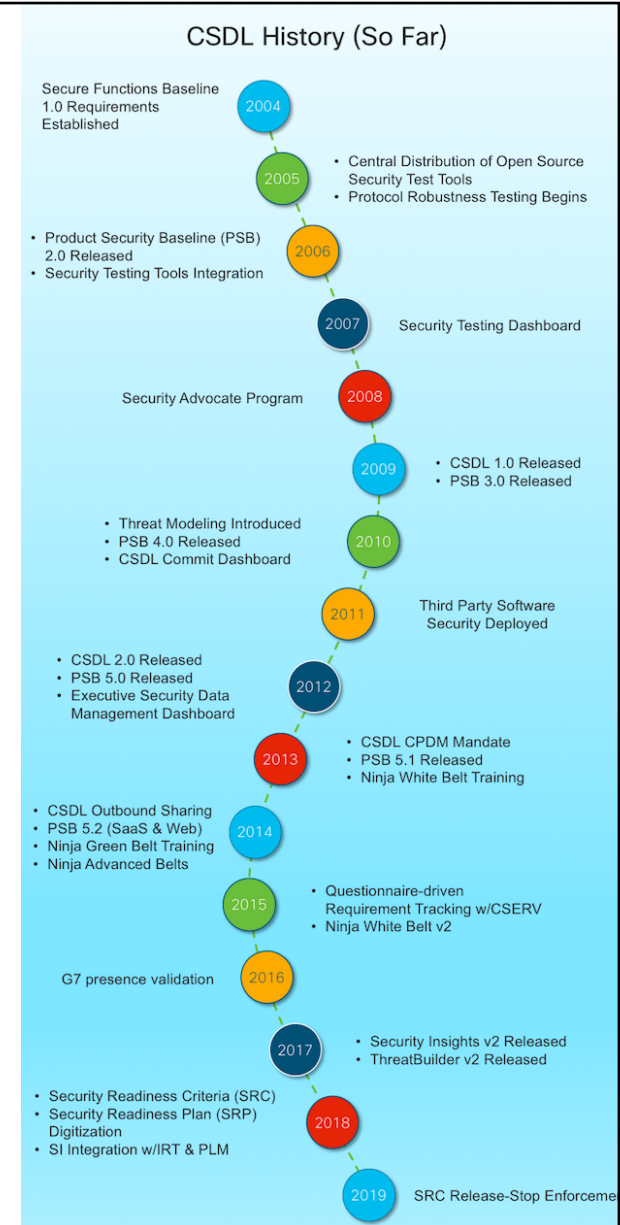 CSDL History (So Far)
Secure Functions Baseline
1.0 Requirements
Established
2004
2005
• Central Distribution of Open Source
Security Test Tools
• Protocol Robustness Testing Begins
• Product Security Baseline (PSB)
2.0 Released
• Security Testing Tools Integration
2006
2007
Security Testing Dashboard
Security Advocate Program
2008
2009
• CSDL 1.0 Released
• PSB 3.0 Released
• Threat Modeling Introduced
• PSB 4.0 Released
• CSDL Commit Dashboard
2010
2011
Third Party Software
Security Deployed
• CSDL 2.0 Released
• PSB 5.0 Released
• Executive Security Data
Management Dashboard
2012
2013
• CSDL CPDM Mandate
• PSB 5.1 Released
• Ninja White Belt Training
• CSDL Outbound Sharing
• PSB 5.2 (SaaS & Web)
• Ninja Green Belt Training
• Ninja Advanced Belts
2014
2015
• Questionnaire-driven
Requirement Tracking w/CSERV
• Ninja White Belt v2
G7 presence validation
2016
2017
• Security Insights v2 Released
• ThreatBuilder v2 Released
• Security Readiness Criteria (SRC)
• Security Readiness Plan (SRP)
Digitization
• SI Integration w/IRT & PLM
2018
2019
SRC Release-Stop Enforceme